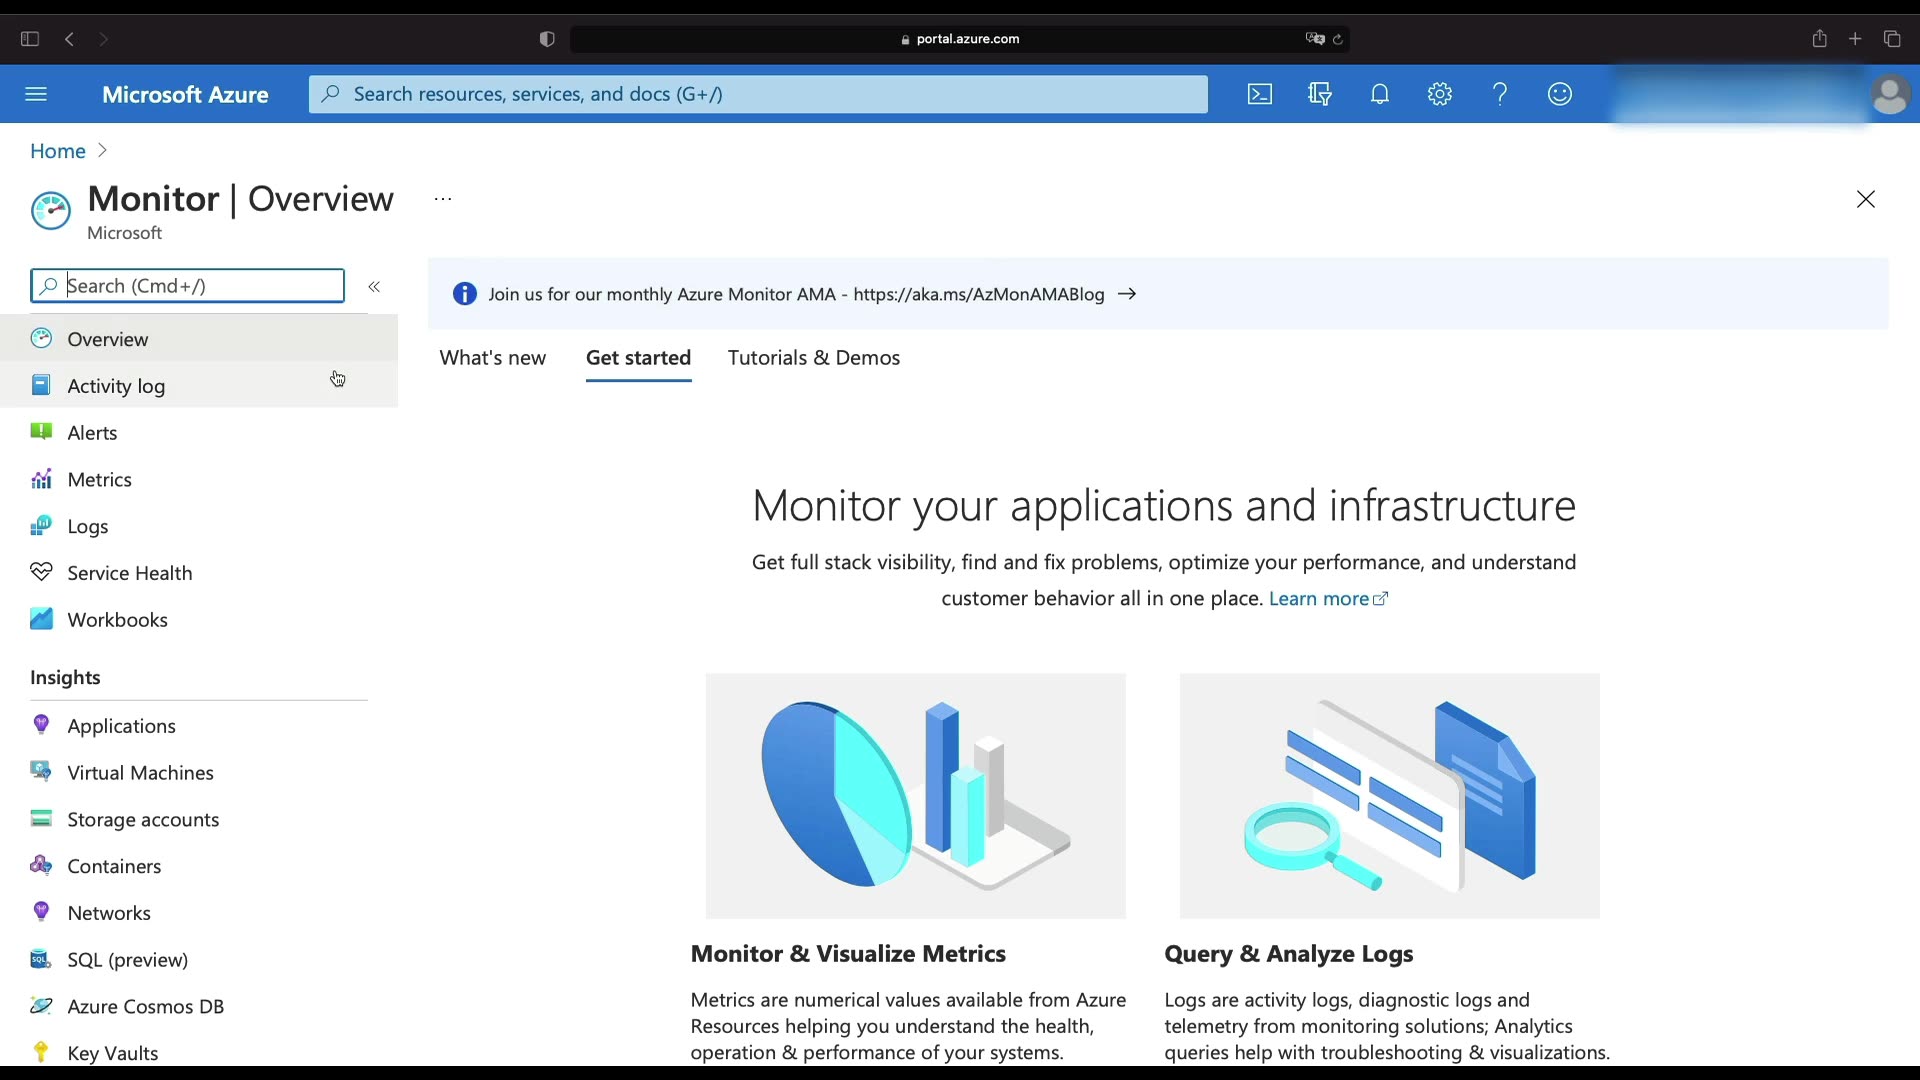 portal.azure.com
Microsoft Azure
Search resources, services, and docs (G+/)
Home
Monitor | Overview
Microsoft
Search (Cmd+/)
Join us for our monthly Azure Monitor AMA - https://aka.ms/AzMonAMABlog
What's new
Get started
Tutorials & Demos
Overview
Activity log
Alerts
Metrics
Logs
Service Health
Workbooks
Insights
Applications
Virtual Machines
Storage accounts
Containers
Networks
SQL (preview)
Azure Cosmos DB
Key Vaults
Monitor your applications and infrastructure
Get full stack visibility, find and fix problems, optimize your performance, and understand
customer behavior all in one place. Learn more
Monitor & Visualize Metrics
Metrics are numerical values available from Azure
Resources helping you understand the health,
operation & performance of your systems.
Query & Analyze Logs
Logs are activity logs, diagnostic logs and
telemetry from monitoring solutions; Analytics
queries help with troubleshooting & visualizations.